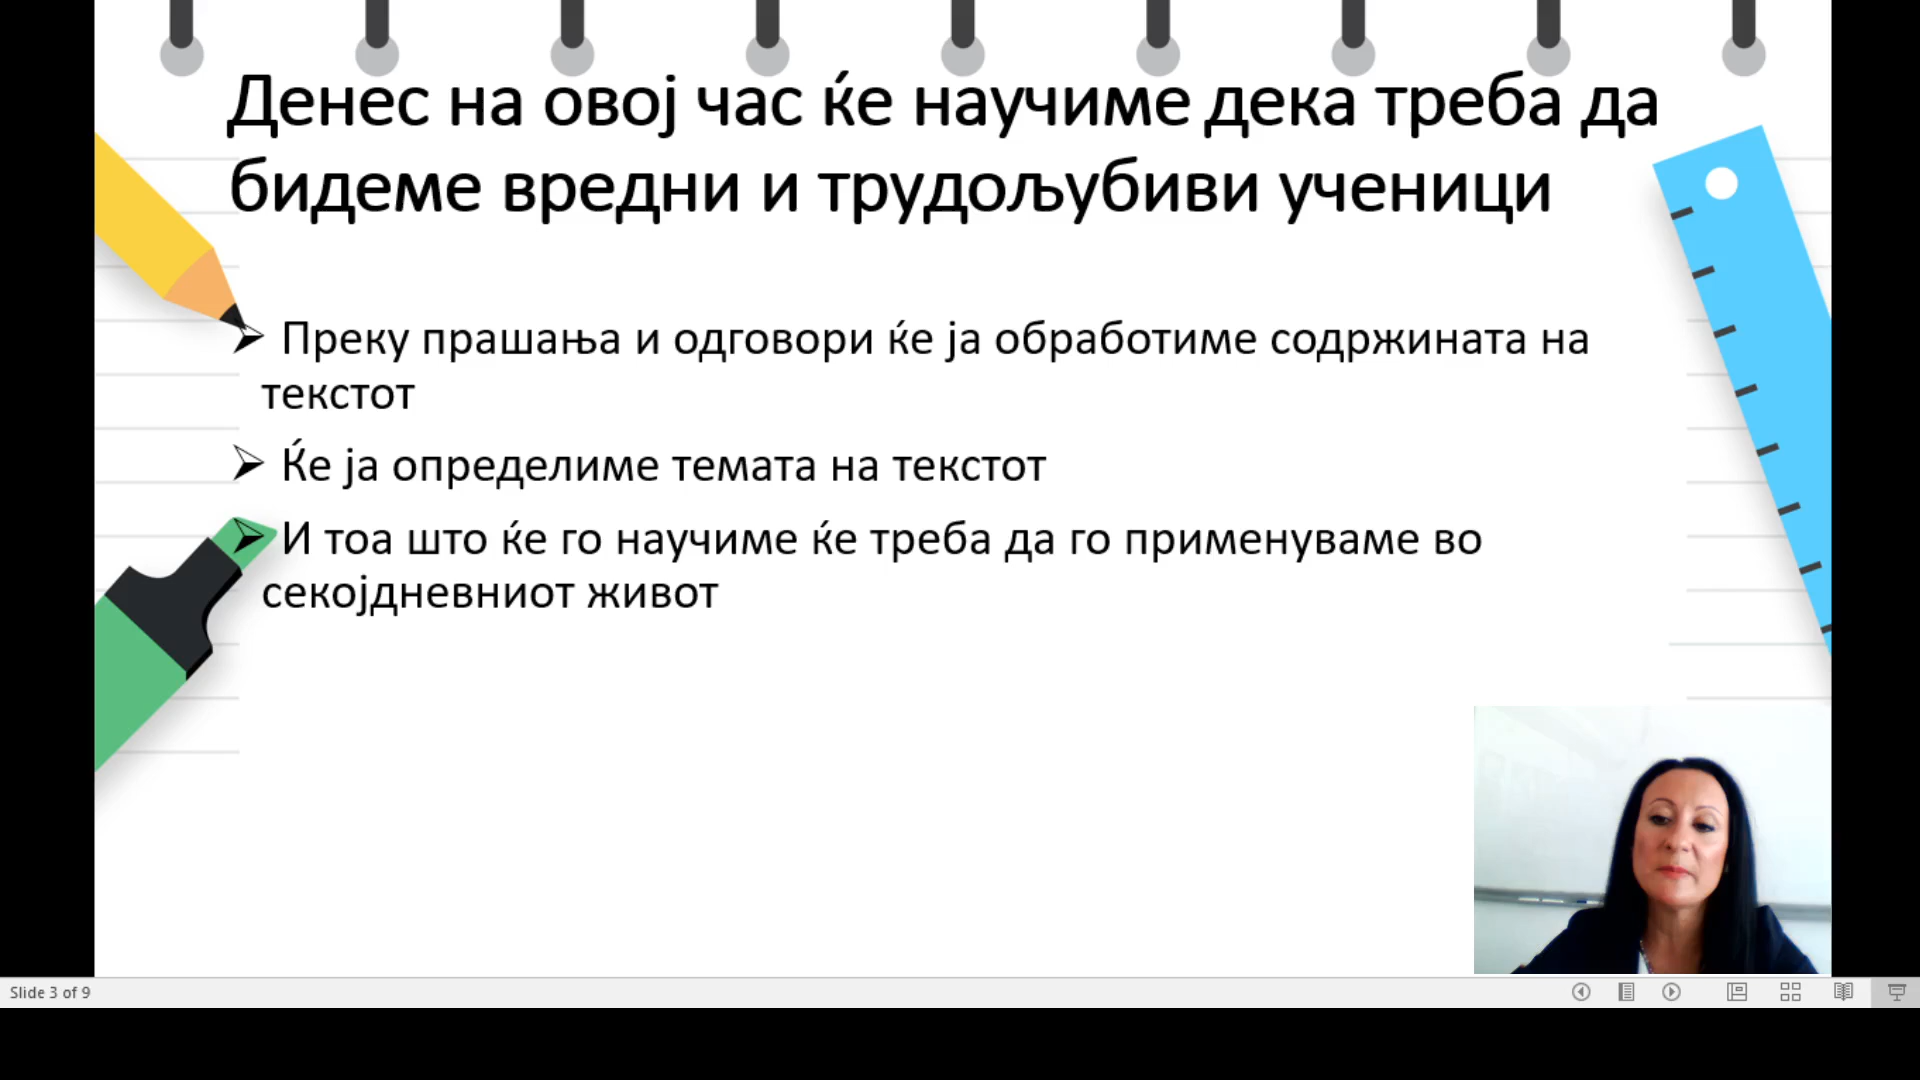 Денес на овој час ќе научиме дека треба да
бидеме вредни и трудољубиви ученици
Преку прашања и одговори ќе ја обработиме содржината на
текстот
Ќе ја определиме темата на текстот
И тоа што ќе го научиме ќе треба да го применуваме во
секојдневниот живот
Slide 3 of 9